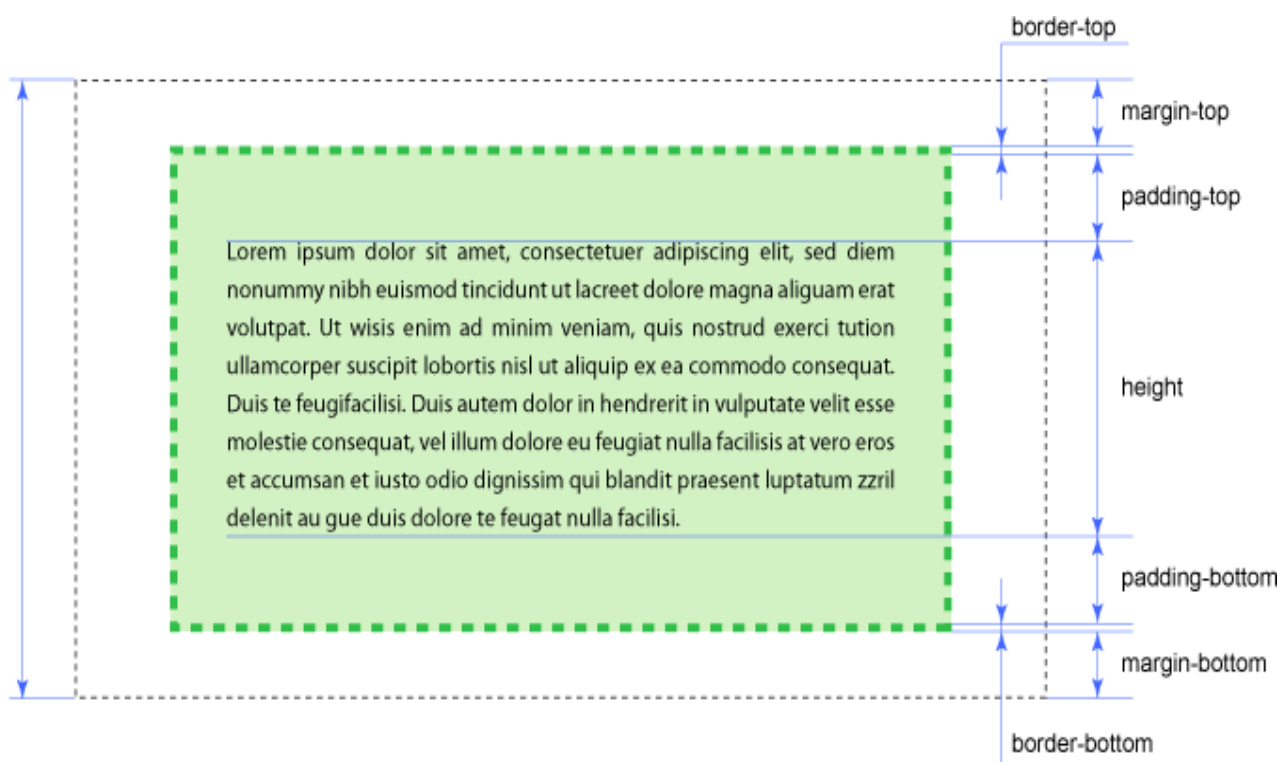 border-top
margin-top
padding-top
Lorem ipsum dolor sit amet, consectetuer adipiscing elit, sed diem
nonummy nibh euismod tincidunt ut lacreet dolore magna aliguam erat
volutpat. Ut wisis enim ad minim veniam, quis nostrud exerci tution
ullamcorper suscipit lobortis nisl ut aliquip ex ea commodo consequat.
Duis te feugifacilisi. Duis autem dolor in hendrerit in vulputate velit esse
molestie consequat, vel illum dolore eu feugiat nulla facilisis at vero eros
et accumsan et iusto odio dignissim qui blandit praesent luptatum zzril
delenit au gue duis dolore te feugat nulla facilisi.
height
padding-bottom
margin-bottom
border-bottom